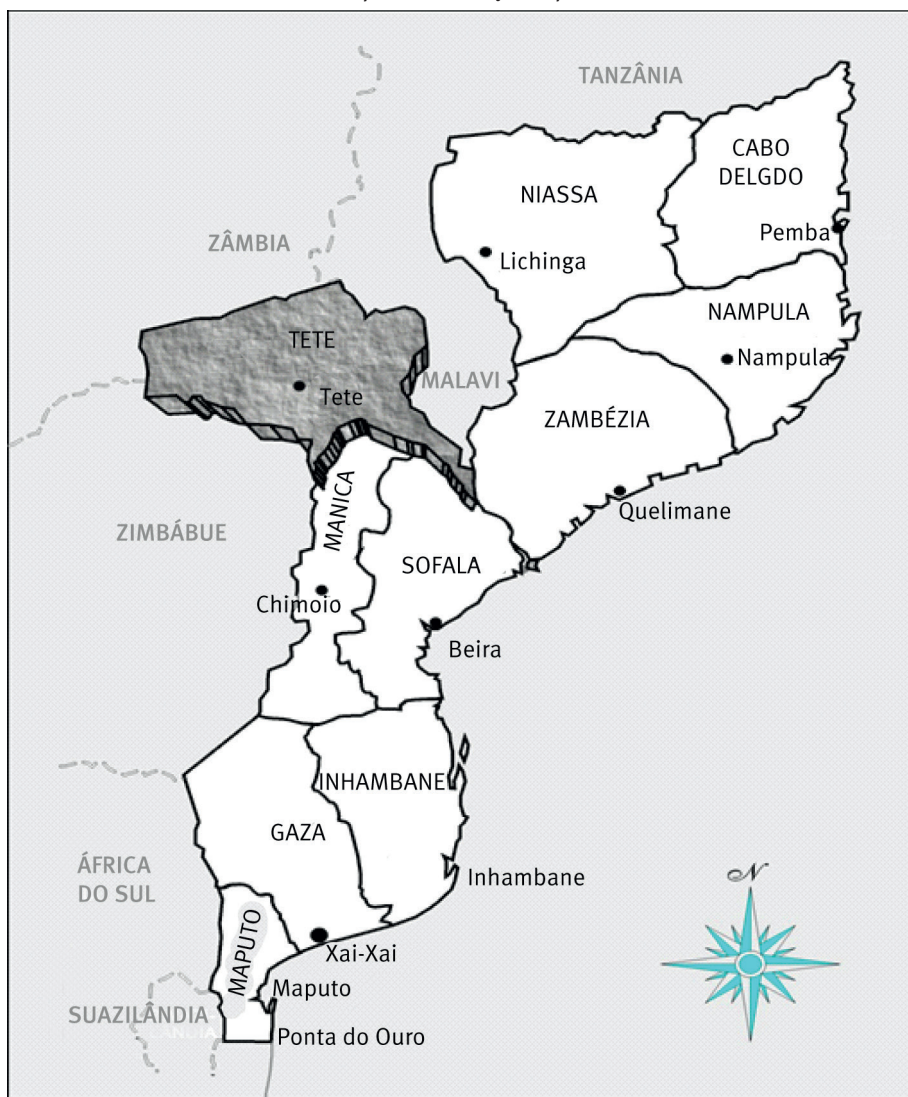 TANZÂNIA
CABO
DELGDO
NIASSA
Pemba
ZÂMBIA
Lichinga
NAMPULA
TETE
Nampula
MALAVI
Tete
ZAMBÉZIA
MANICA
Quelimane
ZIMBÁBUE
SOFALA
Chimoio
Beira
INHAMBANE
GAZA
ÁFRICA
DO SUL
Inhambane
N
MAPUTO
Xai-Xai
Maputo
SUAZILÂNDIA
Ponta do Ouro